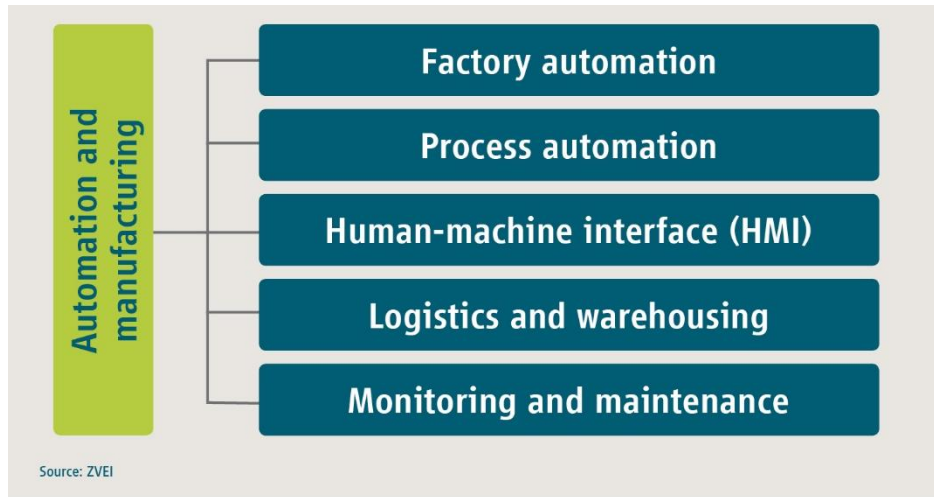 Automation and
manufacturing
Factory automation
Process automation
Human-machine interface (HMI)
Logistics and warehousing
Monitoring and maintenance
Source: ZVEI